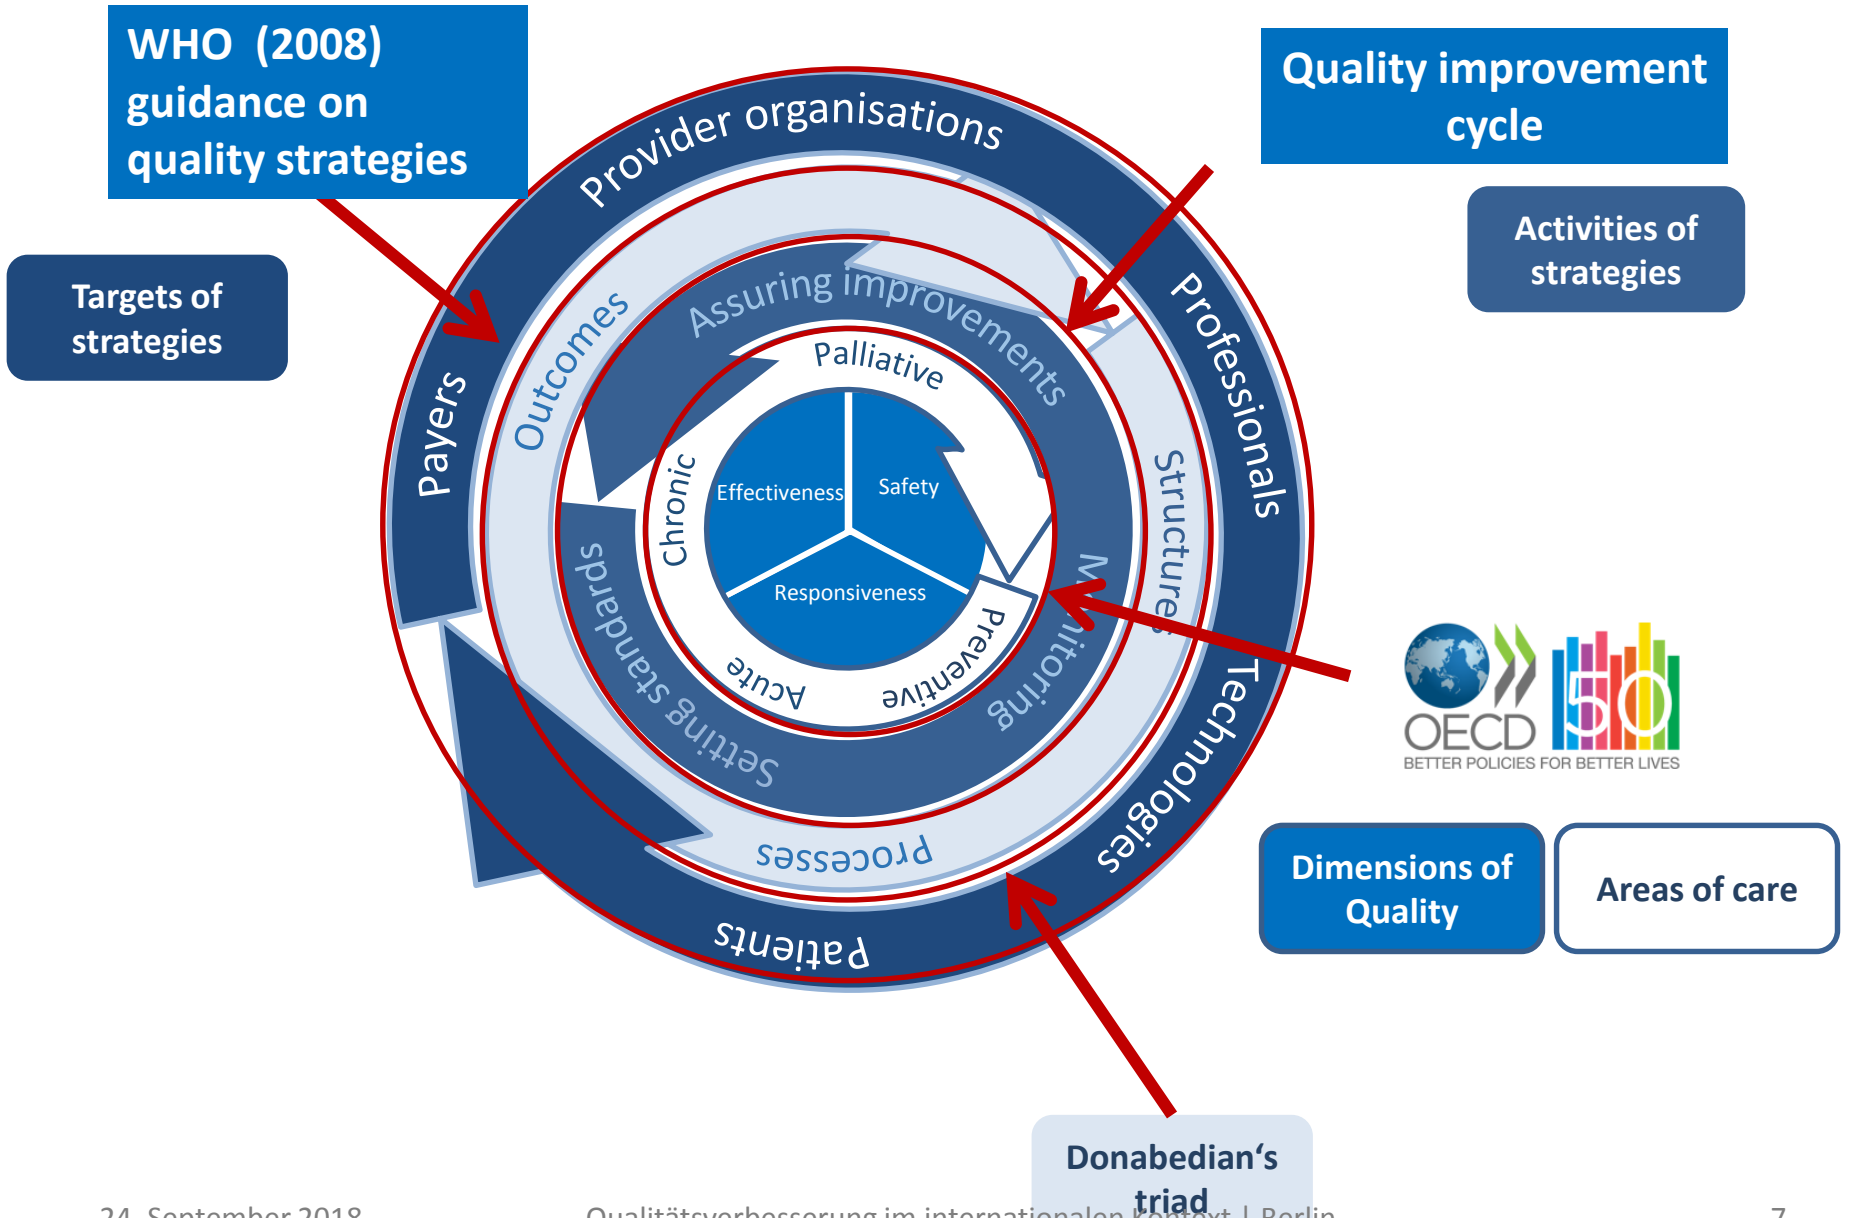 WHO (2008)
guidance on
quality strategies
Quality improvement
cycle
Activities of
strategies
Targets of
strategies
Provider organisations
Professionals
Technologies
Patients
Payers
Outcomes
Structures
Processes
Assuring improvements
Monitoring
Setting standards
Palliative
Preventive
Acute
Chronic
Effectiveness
Safety
Responsiveness
50
OECD
BETTER POLICIES FOR BETTER LIVES
Dimensions of
Quality
Areas of care
Donabedian‘s
triad
24. September 2018
Qualitätsverbesserung im internationalen Kontext | Berlin
7